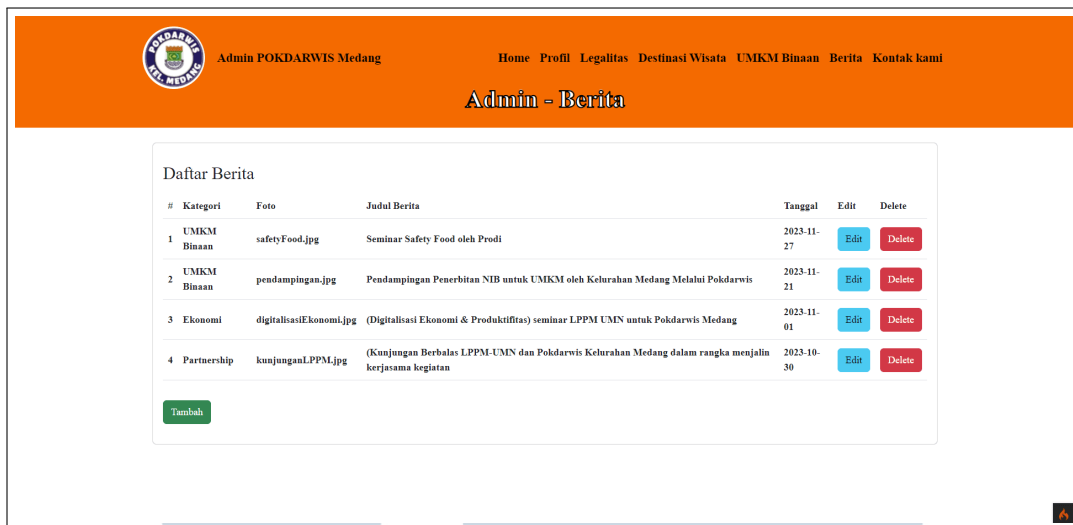 POKDARWIS
KEL. MEDANG
Admin POKDARWIS Medang
Home Profil Legalitas Destinasi Wisata UMKM Binaan Berita Kontak kami
Admin - Berita
Daftar Berita
# Kategori Foto Judul Berita Tanggal Edit Delete
1 UMKM Binaan safetyFood.jpg Seminar Safety Food oleh Prodi 2023-11-27 Edit Delete
2 UMKM Binaan pendampingan.jpg Pendampingan Penerbitan NIB untuk UMKM oleh Kelurahan Medang Melalui Pokdarwis 2023-11-21 Edit Delete
3 Ekonomi digitalisasiEkonomi.jpg (Digitalisasi Ekonomi & Produktifitas) seminar LPPM UMN untuk Pokdarwis Medang 2023-11-01 Edit Delete
4 Partnership kunjunganLPPM.jpg (Kunjungan Berbalas LPPM-UMN dan Pokdarwis Kelurahan Medang dalam rangka menjalin kerjasama kegiatan 2023-10-30 Edit Delete
Tambah